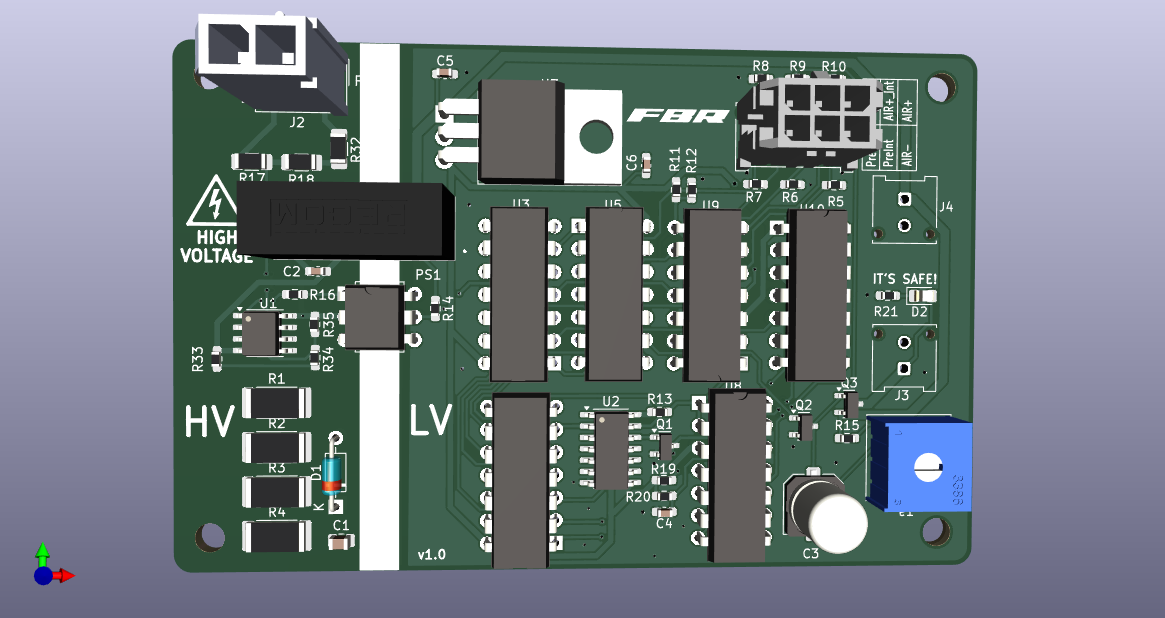 C5
R8 R9 R10
AIR+_Int
AIR+
PreInt
AIR-
J2
R32
FBR
C6
R11
R12
R17 R18
R7 R6 R5
HIGH
VOLTAGE
U3 U5 U9 U10
J4
C2
PS1
IT'S SAFE!
R16
R14
R21 D2
U1
R35
R33
R34
J3
R1
HV
LV
R2
R3
R4
D1
K
C1
v1.0
U2
R13
Q1
R19
R20
C4
U8
Q2
Q3
R15
C3
3386